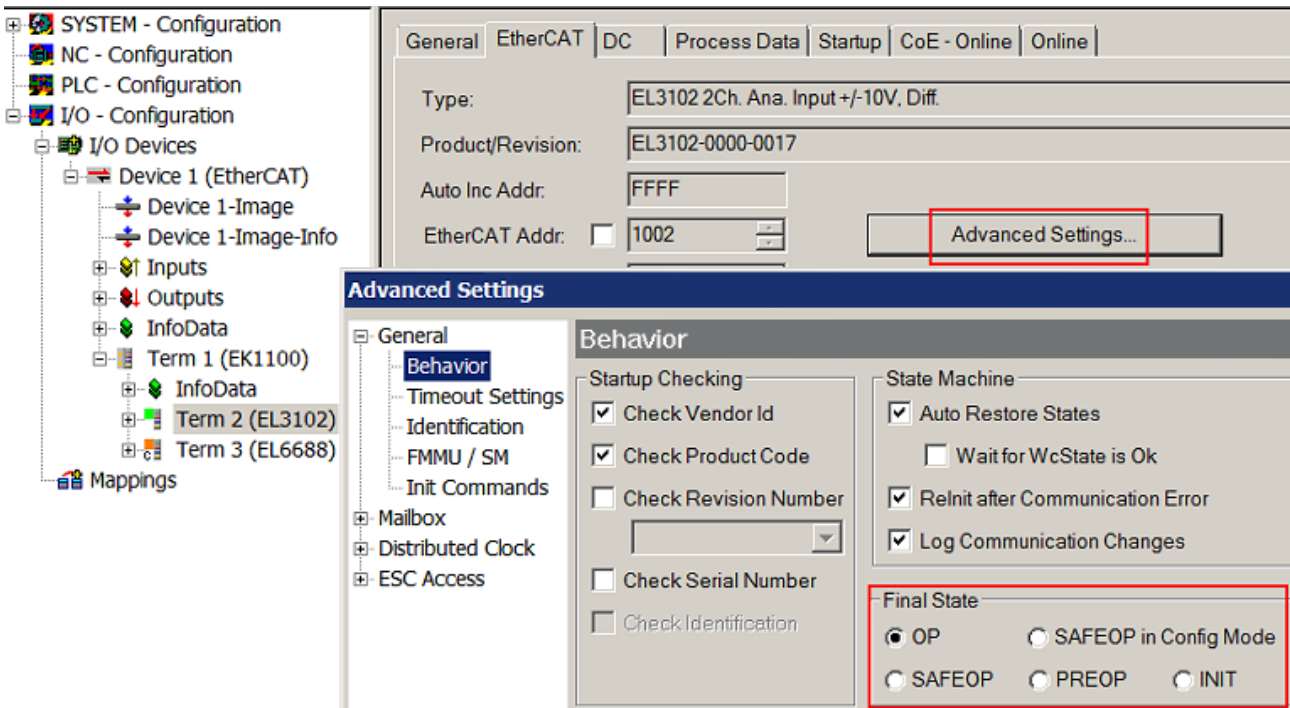 SYSTEM - Configuration
NC - Configuration
PLC - Configuration
I/O - Configuration
I/O Devices
Device 1 (EtherCAT)
Device 1-Image
Device 1-Image-Info
Inputs
Outputs
InfoData
Term 1 (EK1100)
InfoData
Term 2 (EL3102)
Term 3 (EL6688)
Mappings
General EtherCAT DC Process Data Startup CoE - Online Online
Type: EL3102 2Ch. Ana. Input +/-10V, Diff.
Product/Revision: EL3102-0000-0017
Auto Inc Addr: FFFF
EtherCAT Addr: 1002 Advanced Settings...
Advanced Settings
General
Behavior
Timeout Settings
Identification
FMMU / SM
Init Commands
Mailbox
Distributed Clock
ESC Access
Behavior
Startup Checking
Check Vendor Id
Check Product Code
Check Revision Number
Check Serial Number
Check Identification
State Machine
Auto Restore States
Wait for WcState is Ok
ReInit after Communication Error
Log Communication Changes
Final State
OP SAFEOP in Config Mode
SAFEOP PREOP INIT